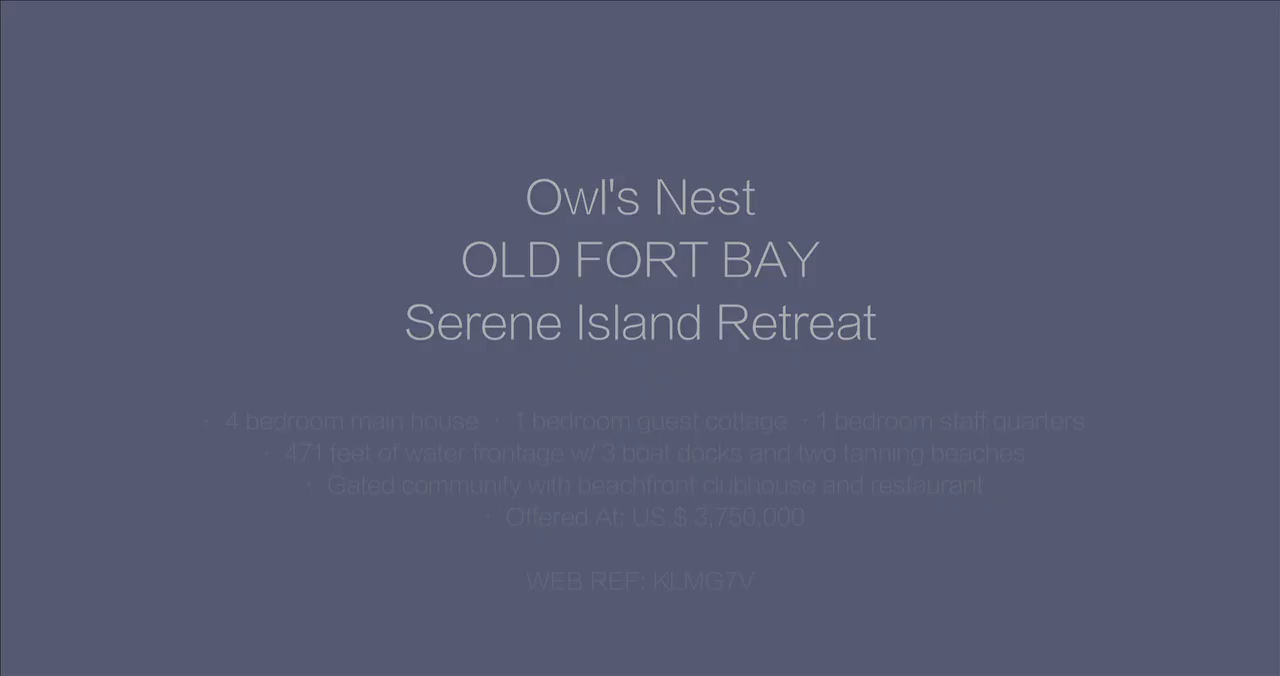 Owl's Nest
OLD FORT BAY
Serene Island Retreat
· 4 bedroom main house · 1 bedroom guest cottage · 1 bedroom staff quarters
· 471 feet of water frontage w/ 3 boat docks and two tanning beaches
· Gated community with beachfront clubhouse and restaurant
· Offered At: US $ 3,750,000
WEB REF: KLMG7V